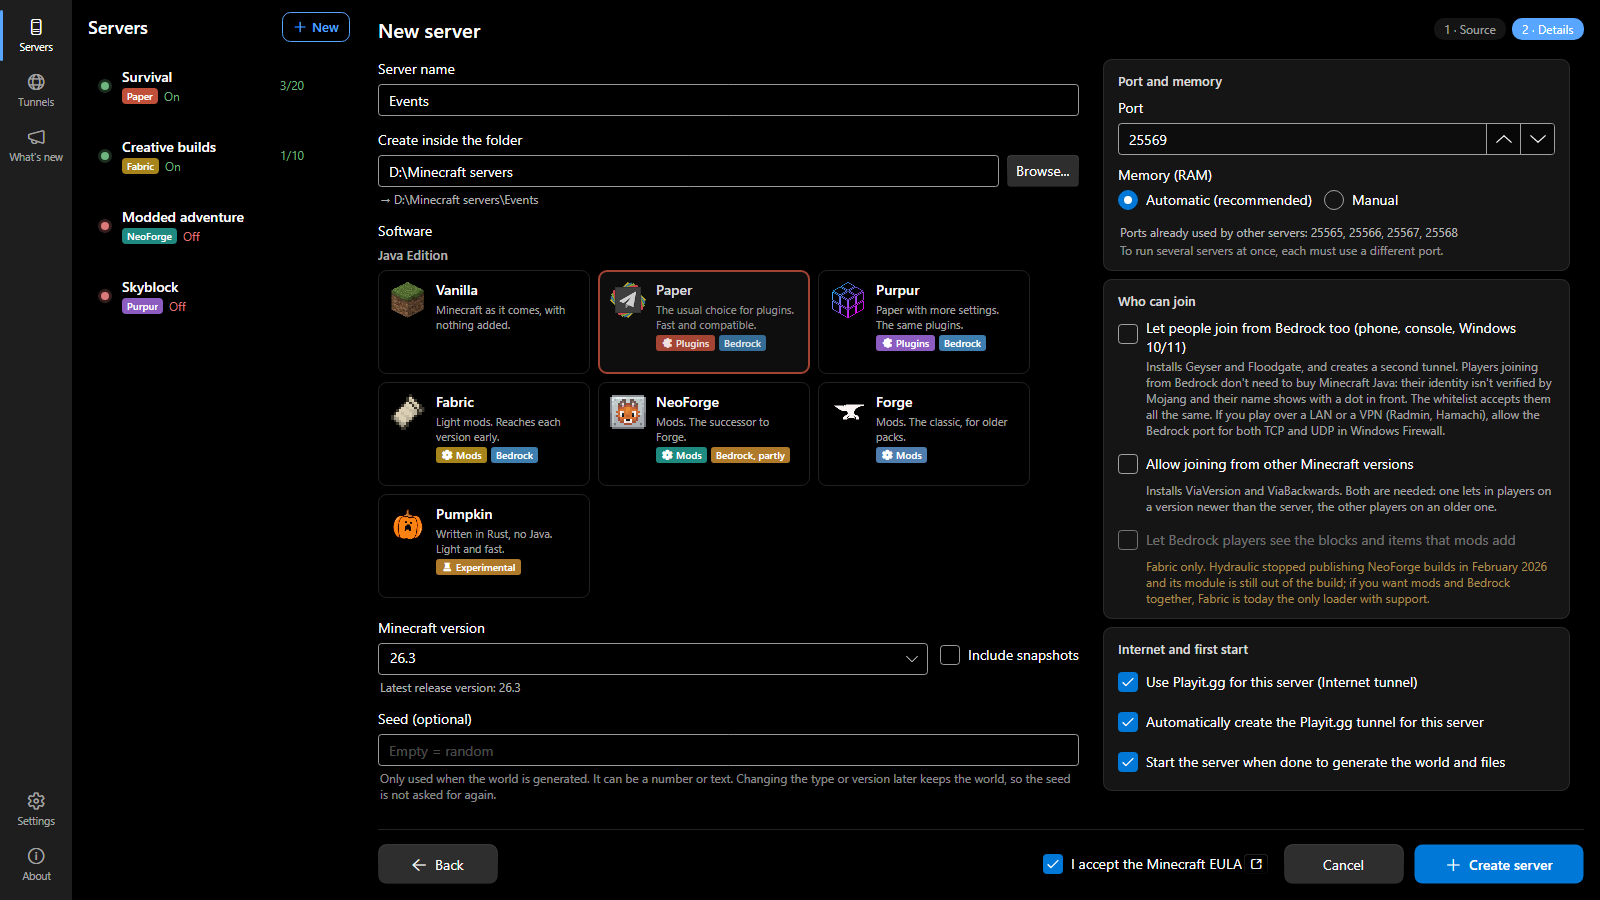 Servers
Tunnels
What's new
Settings
About
Servers
+ New
Survival
Paper On
3/20
Creative builds
Fabric On
1/10
Modded adventure
NeoForge Off
Skyblock
Purpur Off
New server
1 · Source
2 · Details
Server name
Events
Create inside the folder
D:\Minecraft servers
Browse...
→ D:\Minecraft servers\Events
Software
Java Edition
Vanilla
Minecraft as it comes, with
nothing added.
Paper
The usual choice for plugins.
Fast and compatible.
Plugins Bedrock
Purpur
Paper with more settings.
The same plugins.
Plugins Bedrock
Fabric
Light mods. Reaches each
version early.
Mods Bedrock
NeoForge
Mods. The successor to
Forge.
Mods Bedrock, partly
Forge
Mods. The classic, for older
packs.
Mods
Pumpkin
Written in Rust, no Java.
Light and fast.
Experimental
Minecraft version
26.3
Include snapshots
Latest release version: 26.3
Seed (optional)
Empty = random
Only used when the world is generated. It can be a number or text. Changing the type or version later keeps the world, so the seed
is not asked for again.
Port and memory
Port
25569
Memory (RAM)
Automatic (recommended)
Manual
Ports already used by other servers: 25565, 25566, 25567, 25568
To run several servers at once, each must use a different port.
Who can join
Let people join from Bedrock too (phone, console, Windows
10/11)
Installs Geyser and Floodgate, and creates a second tunnel. Players joining
from Bedrock don't need to buy Minecraft Java: their identity isn't verified by
Mojang and their name shows with a dot in front. The whitelist accepts them
all the same. If you play over a LAN or a VPN (Radmin, Hamachi), allow the
Bedrock port for both TCP and UDP in Windows Firewall.
Allow joining from other Minecraft versions
Installs ViaVersion and ViaBackwards. Both are needed: one lets in players on
a version newer than the server, the other players on an older one.
Let Bedrock players see the blocks and items that mods add
Fabric only. Hydraulic stopped publishing NeoForge builds in February 2026
and its module is still out of the build; if you want mods and Bedrock
together, Fabric is today the only loader with support.
Internet and first start
Use Playit.gg for this server (Internet tunnel)
Automatically create the Playit.gg tunnel for this server
Start the server when done to generate the world and files
← Back
I accept the Minecraft EULA
Cancel
+ Create server